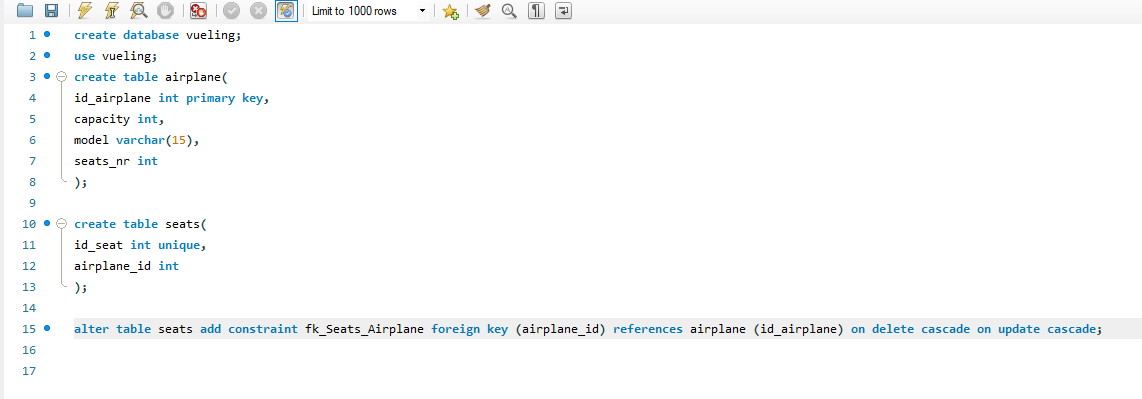 Limit to 1000 rows
1 create database vueling;
2 use vueling;
3 create table airplane(
4 id_airplane int primary key,
5 capacity int,
6 model varchar(15),
7 seats_nr int
8 );
9
10 create table seats(
11 id_seat int unique,
12 airplane_id int
13 );
14
15 alter table seats add constraint fk_Seats_Airplane foreign key (airplane_id) references airplane (id_airplane) on delete cascade on update cascade;
16
17